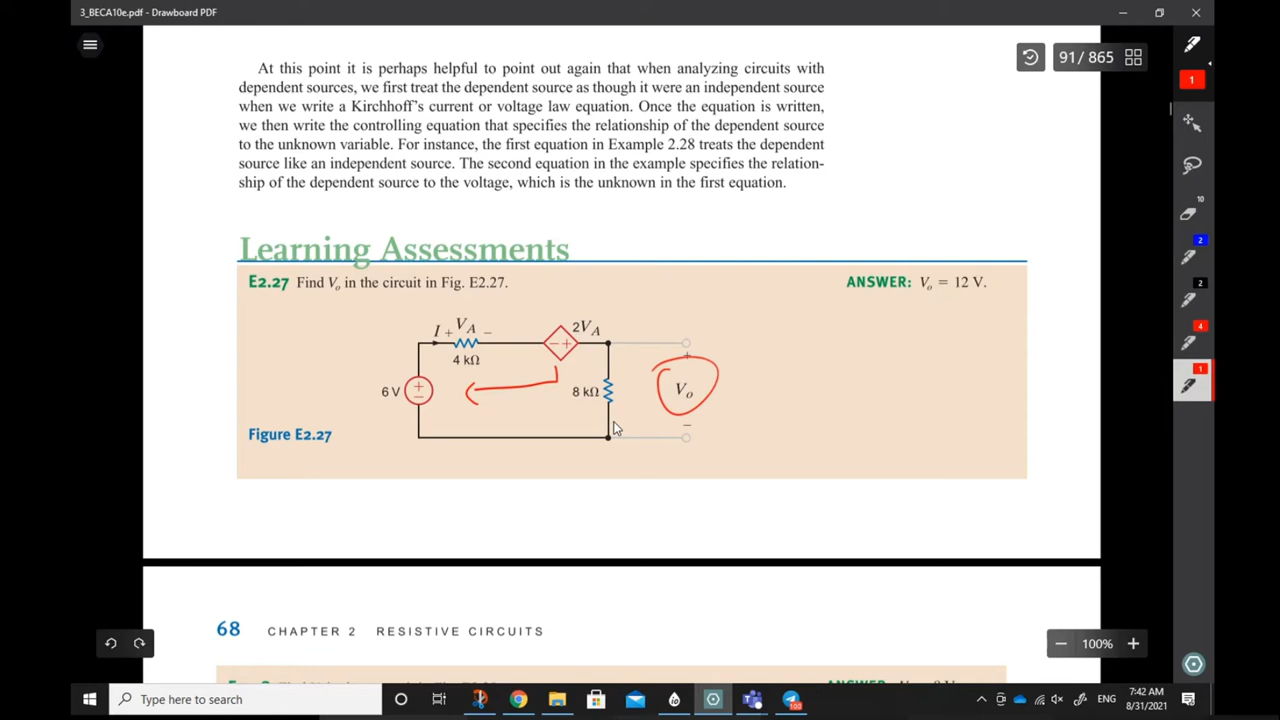 3_BECA10e.pdf - Drawboard PDF
91 / 865
At this point it is perhaps helpful to point out again that when analyzing circuits with
dependent sources, we first treat the dependent source as though it were an independent source
when we write a Kirchhoff's current or voltage law equation. Once the equation is written,
we then write the controlling equation that specifies the relationship of the dependent source
to the unknown variable. For instance, the first equation in Example 2.28 treats the dependent
source like an independent source. The second equation in the example specifies the relation-
ship of the dependent source to the voltage, which is the unknown in the first equation.
Learning Assessments
E2.27 Find Vo in the circuit in Fig. E2.27.
ANSWER: Vo = 12 V.
I + VA −
2VA
− +
4 kΩ
+
6 V
+
−
8 kΩ
Vo
−
Figure E2.27
68 CHAPTER 2 RESISTIVE CIRCUITS
100%
1
10
2
2
4
1
Type here to search
100
ENG
7:42 AM
8/31/2021